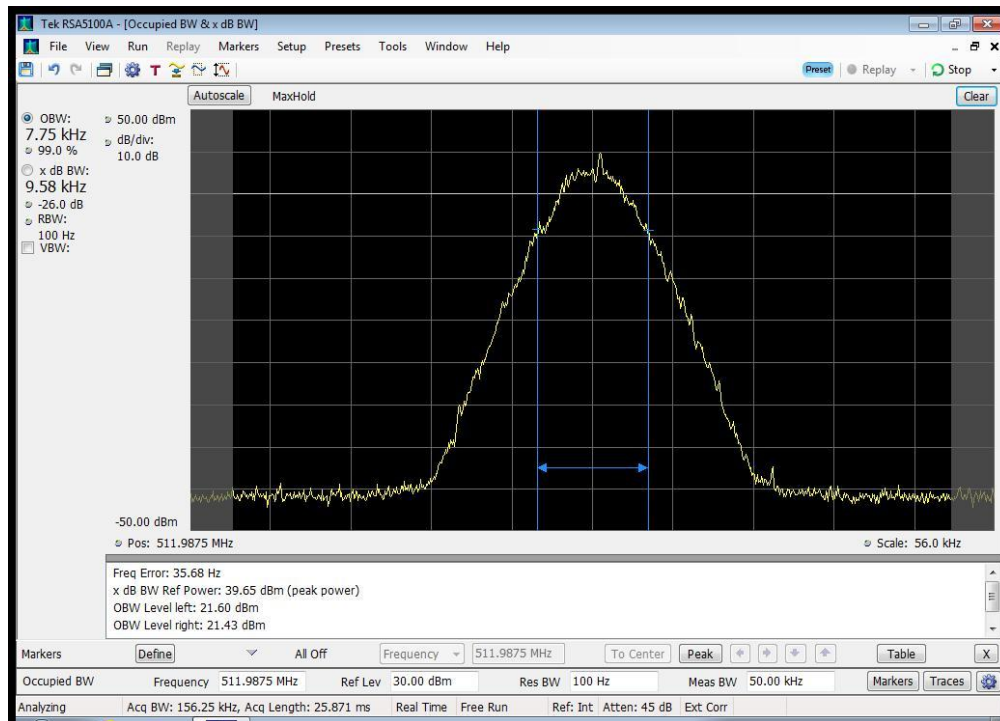 Tek RSA5100A - [Occupied BW & x dB BW]
File View Run Replay Markers Setup Presets Tools Window Help
T Preset Replay Stop
Autoscale MaxHold Clear
OBW:
7.75 kHz
99.0 %
x dB BW:
9.58 kHz
-26.0 dB
RBW:
100 Hz
VBW:
50.00 dBm
dB/div:
10.0 dB
-50.00 dBm
Pos: 511.9875 MHz Scale: 56.0 kHz
Freq Error: 35.68 Hz
x dB BW Ref Power: 39.65 dBm (peak power)
OBW Level left: 21.60 dBm
OBW Level right: 21.43 dBm
Markers Define All Off Frequency 511.9875 MHz To Center Peak Table X
Occupied BW Frequency 511.9875 MHz Ref Lev 30.00 dBm Res BW 100 Hz Meas BW 50.00 kHz Markers Traces
Analyzing Acq BW: 156.25 kHz, Acq Length: 25.871 ms Real Time Free Run Ref: Int Atten: 45 dB Ext Corr